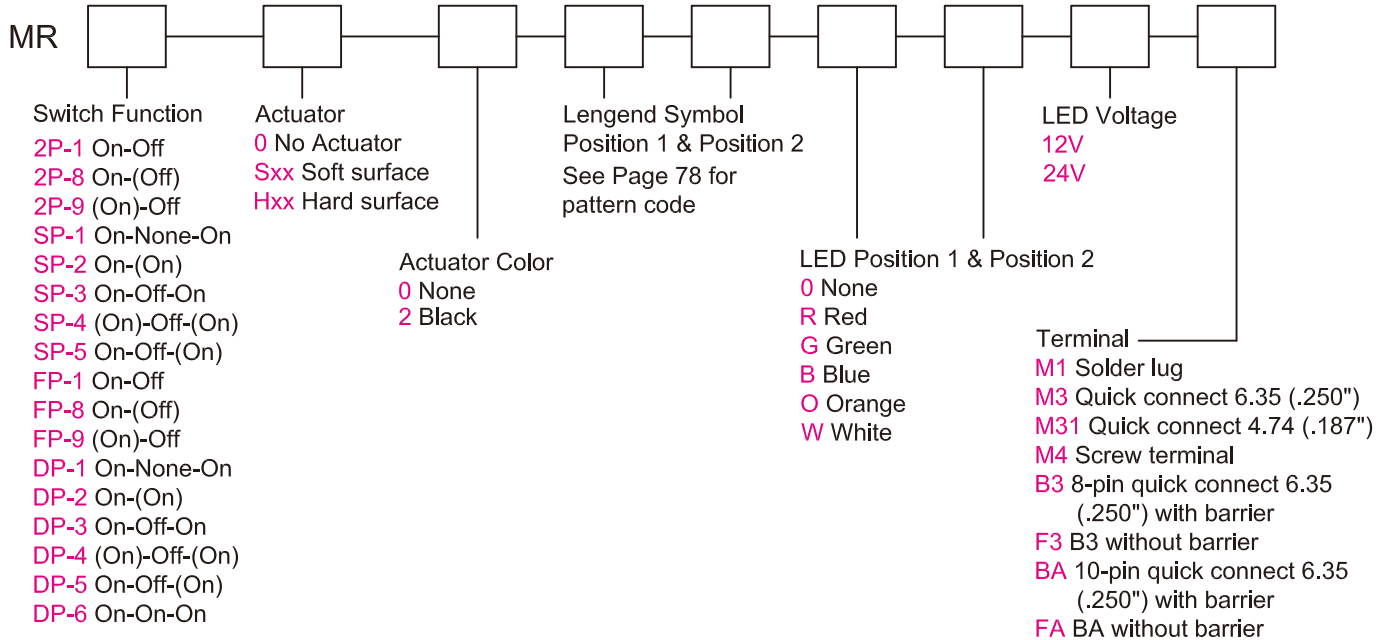 MR
Switch Function
2P-1 On-Off
2P-8 On-(Off)
2P-9 (On)-Off
SP-1 On-None-On
SP-2 On-(On)
SP-3 On-Off-On
SP-4 (On)-Off-(On)
SP-5 On-Off-(On)
FP-1 On-Off
FP-8 On-(Off)
FP-9 (On)-Off
DP-1 On-None-On
DP-2 On-(On)
DP-3 On-Off-On
DP-4 (On)-Off-(On)
DP-5 On-Off-(On)
DP-6 On-On-On
Actuator
0 No Actuator
Sxx Soft surface
Hxx Hard surface
Actuator Color
0 None
2 Black
Lengend Symbol
Position 1 & Position 2
See Page 78 for
pattern code
LED Position 1 & Position 2
0 None
R Red
G Green
B Blue
O Orange
W White
LED Voltage
12V
24V
Terminal
M1 Solder lug
M3 Quick connect 6.35 (.250")
M31 Quick connect 4.74 (.187")
M4 Screw terminal
B3 8-pin quick connect 6.35
(.250") with barrier
F3 B3 without barrier
BA 10-pin quick connect 6.35
(.250") with barrier
FA BA without barrier